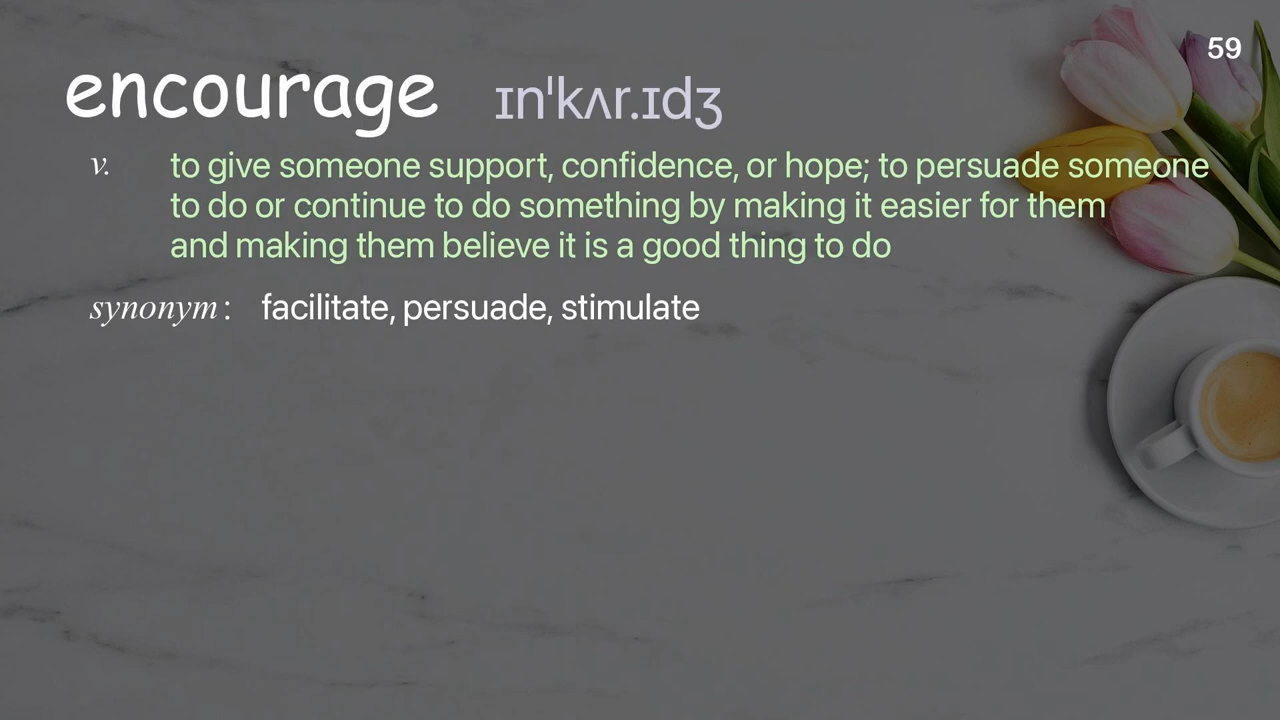 59
encourage ɪnˈkʌr.ɪdʒ
v. to give someone support, confidence, or hope; to persuade someone
to do or continue to do something by making it easier for them
and making them believe it is a good thing to do
synonym : facilitate, persuade, stimulate